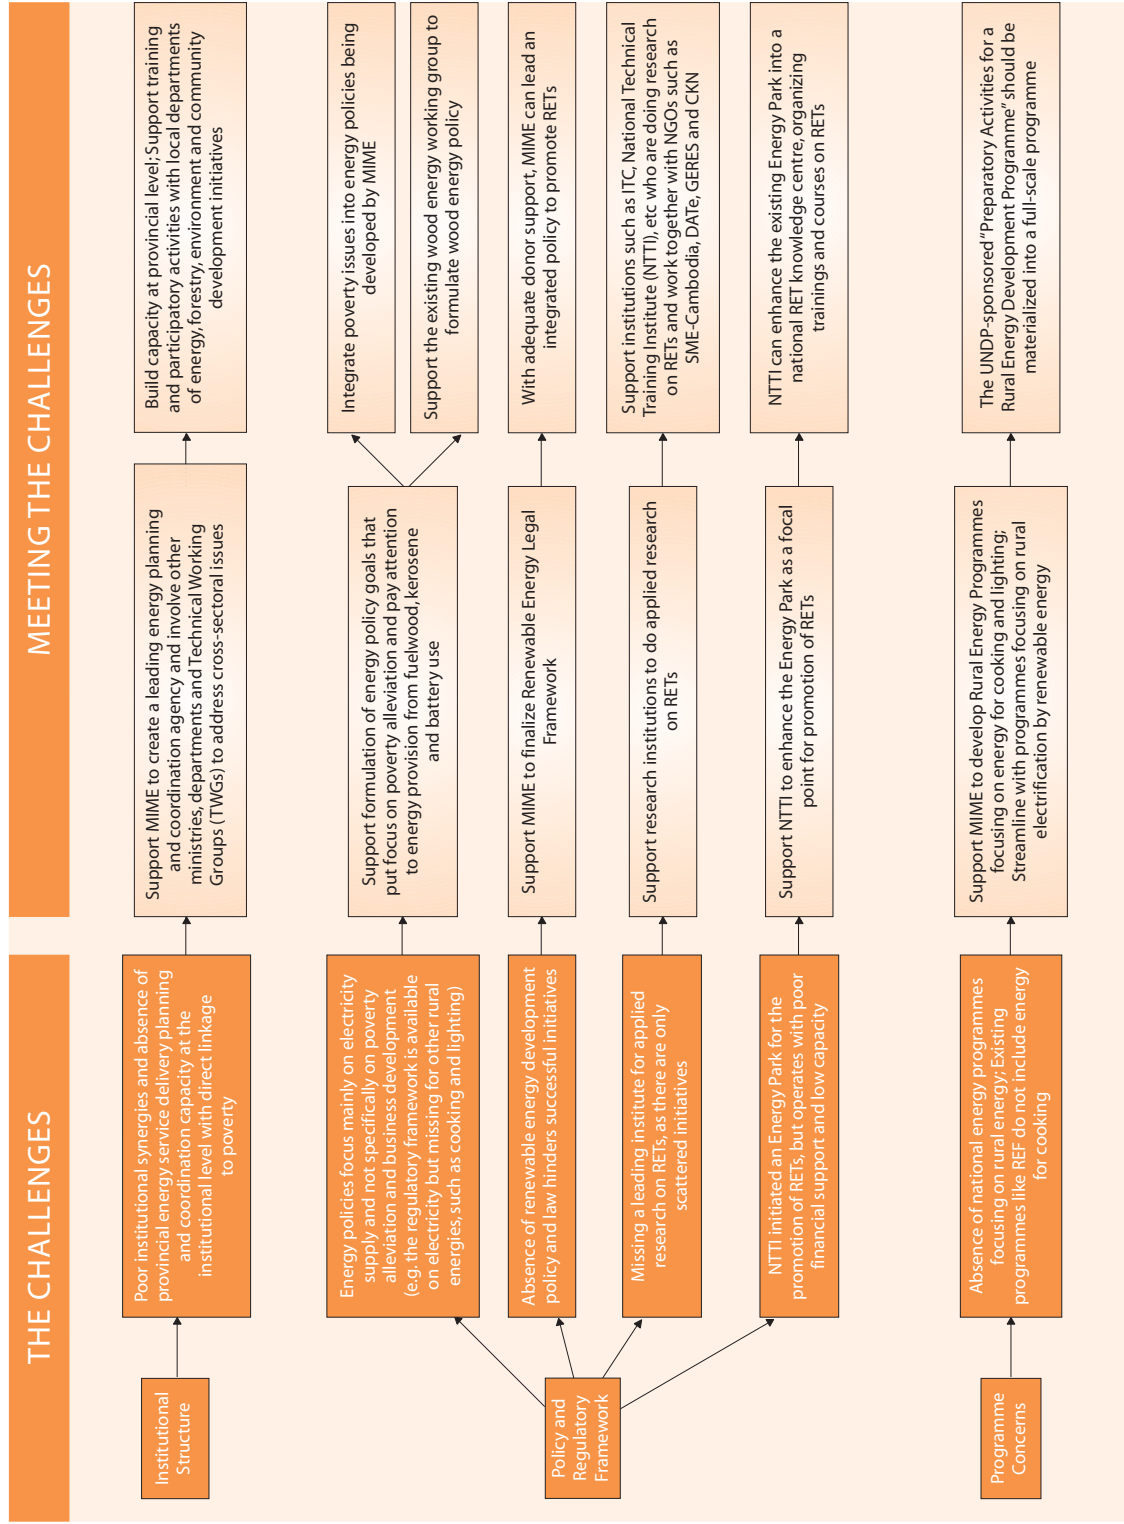 THE CHALLENGES
MEETING THE CHALLENGES
Institutional
Structure
Poor institutional synergies and absence of
provincial energy service delivery planning
and coordination capacity at the
institutional level with direct linkage
to poverty
Support MIME to create a leading energy planning
and coordination agency and involve other
ministries, departments and Technical Working
Groups (TWGs) to address cross-sectoral issues
Build capacity at provincial level; Support training
and participatory activities with local departments
of energy, forestry, environment and community
development initiatives
Policy and
Regulatory
Framework
Energy policies focus mainly on electricity
supply and not specifically on poverty
alleviation and business development
(e.g. the regulatory framework is available
on electricity but missing for other rural
energies, such as cooking and lighting)
Support formulation of energy policy goals that
put focus on poverty alleviation and pay attention
to energy provision from fuelwood, kerosene
and battery use
Integrate poverty issues into energy policies being
developed by MIME
Support the existing wood energy working group to
formulate wood energy policy
Absence of renewable energy development
policy and law hinders successful initiatives
Support MIME to finalize Renewable Energy Legal
Framework
With adequate donor support, MIME can lead an
integrated policy to promote RETs
Missing a leading institute for applied
research on RETs, as there are only
scattered initiatives
Support research institutions to do applied research
on RETs
Support institutions such as ITC, National Technical
Training Institute (NTTI), etc who are doing research
on RETs and work together with NGOs such as
SME-Cambodia, DATe, GERES and CKN
NTTI initiated an Energy Park for the
promotion of RETs, but operates with poor
financial support and low capacity
Support NTTI to enhance the Energy Park as a focal
point for promotion of RETs
NTTI can enhance the existing Energy Park into a
national RET knowledge centre, organizing
trainings and courses on RETs
Programme
Concerns
Absence of national energy programmes
focusing on rural energy; Existing
programmes like REF do not include energy
for cooking
Support MIME to develop Rural Energy Programmes
focusing on energy for cooking and lighting;
Streamline with programmes focusing on rural
electrification by renewable energy
The UNDP-sponsored "Preparatory Activities for a
Rural Energy Development Programme" should be
materialized into a full-scale programme